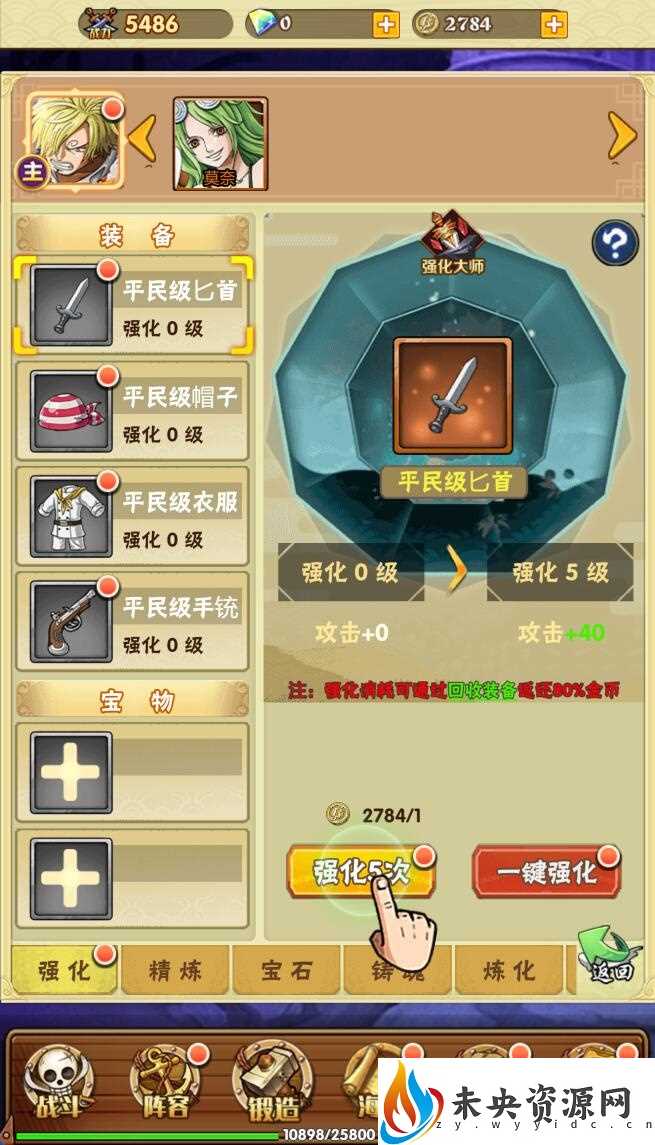 战力 5486
0
2784
主
莫奈
装备
强化大师
平民级匕首
强化 0 级
平民级帽子
强化 0 级
平民级衣服
强化 0 级
平民级手铳
强化 0 级
宝物
平民级匕首
强化 0 级
强化 5 级
攻击+0
攻击+40
注：强化消耗可通过回收装备返还80%金币
2784/1
强化5次
一键强化
强化
精炼
宝石
铸魂
炼化
返回
战斗
阵容
锻造
10898/25800
未央资源网
zy.wyyidc.cn